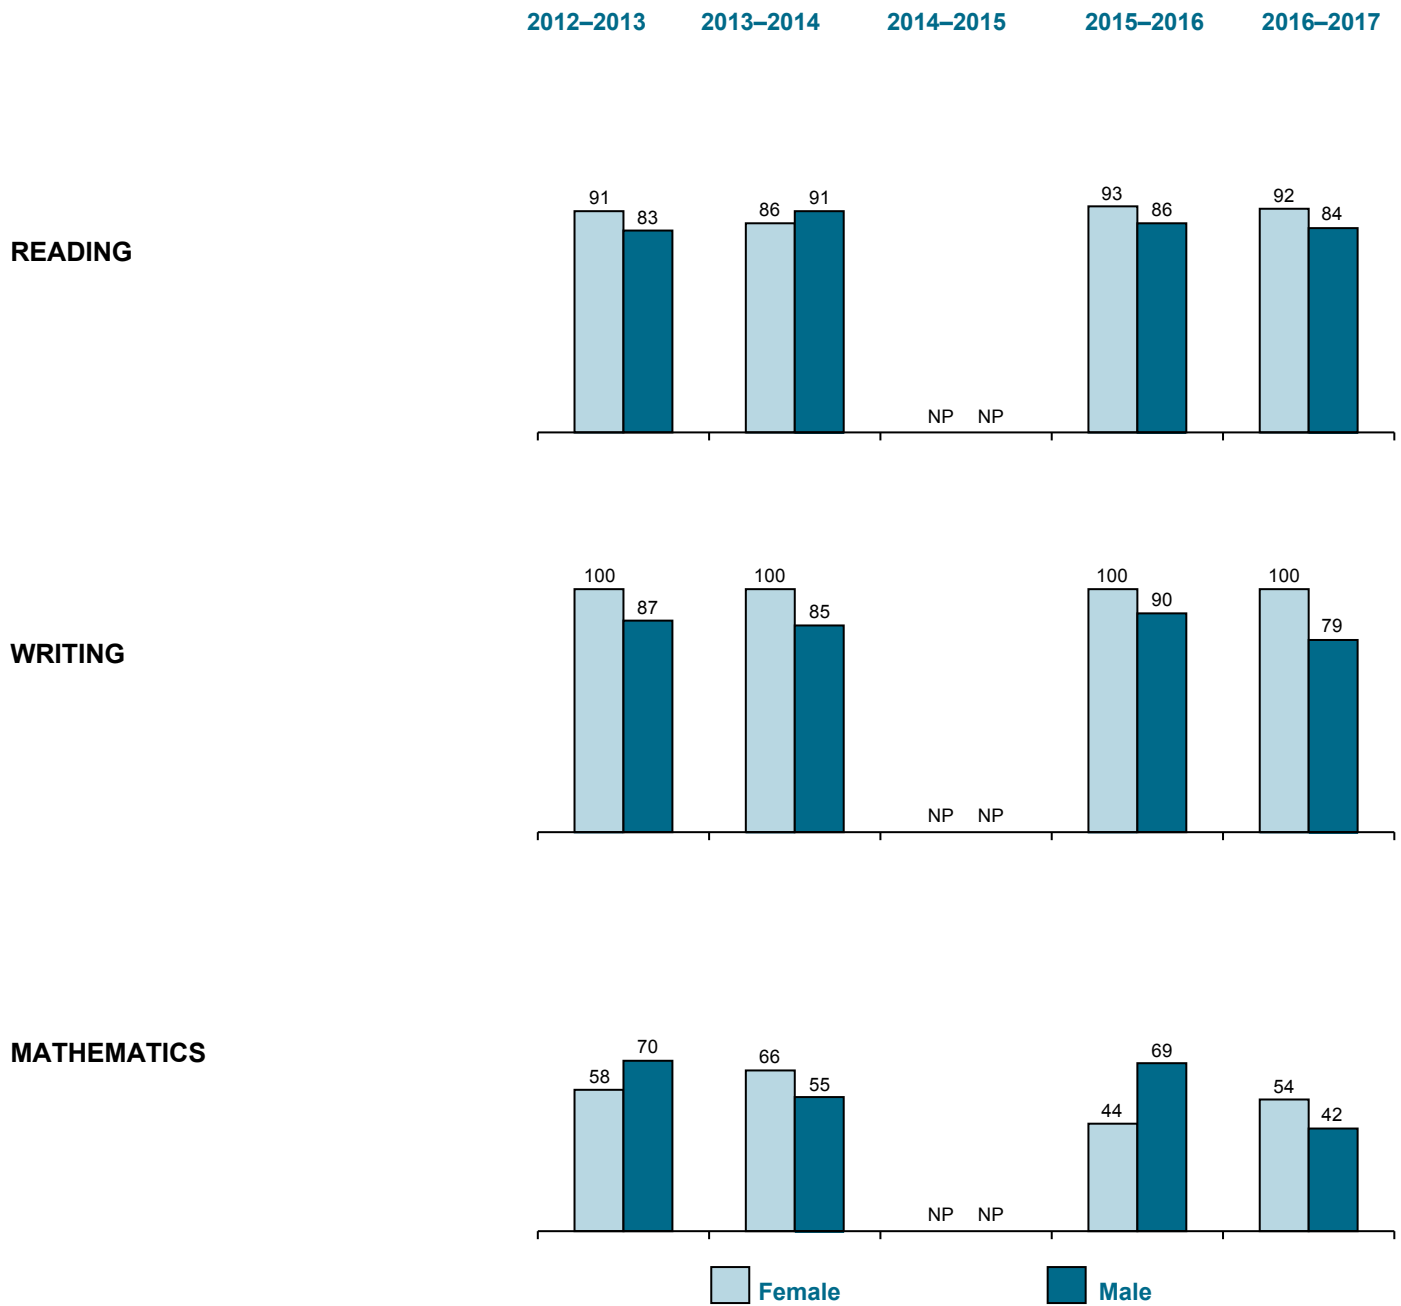 2012–2013 2013–2014 2014–2015 2015–2016 2016–2017
READING
91 83 86 91 NP NP 93 86 92 84
WRITING
100 87 100 85 NP NP 100 90 100 79
MATHEMATICS
58 70 66 55 NP NP 44 69 54 42
Female Male